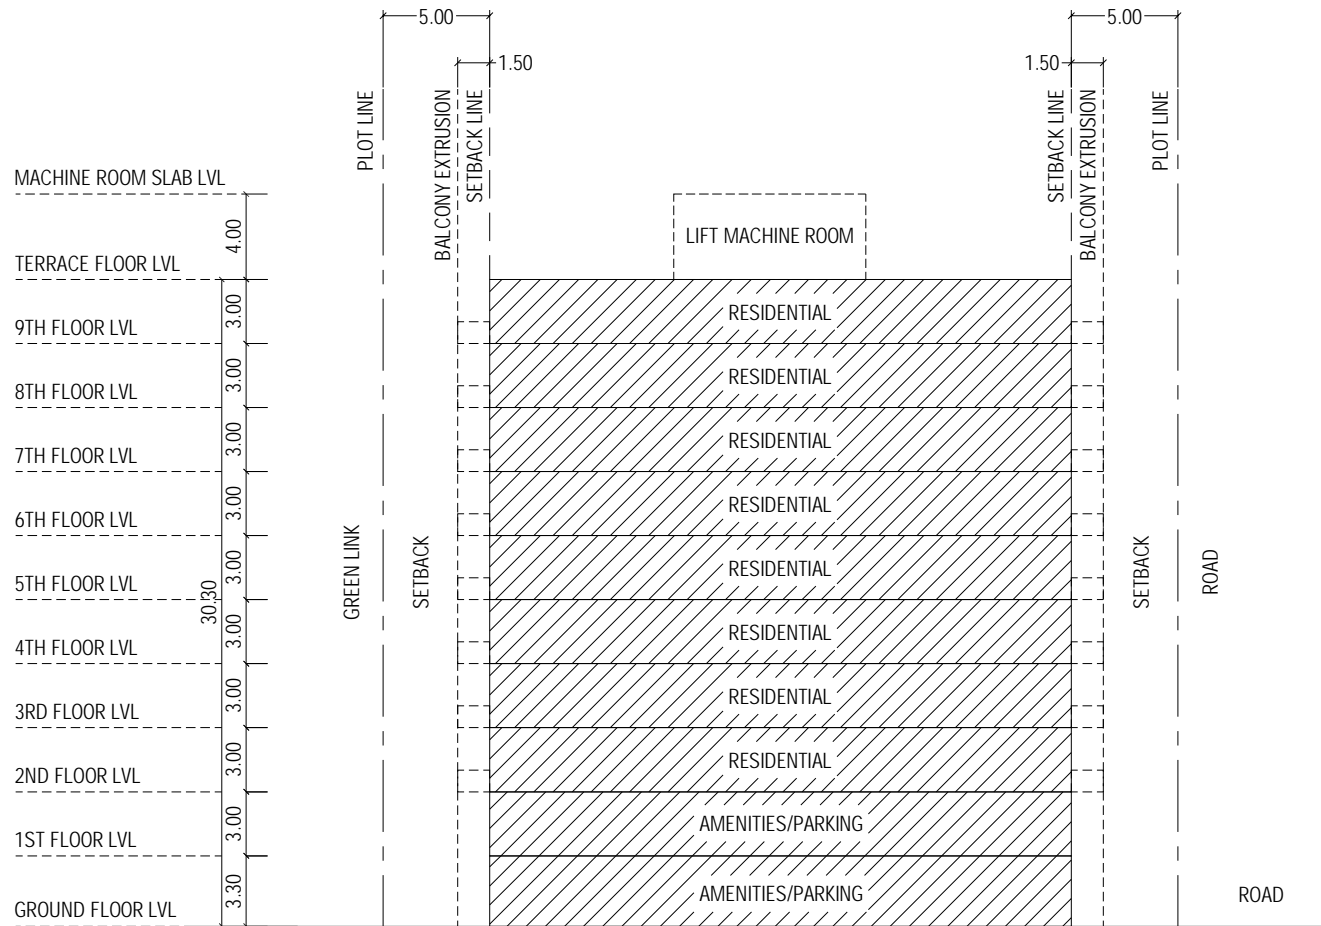 5.00
5.00
1.50
1.50
PLOT LINE
BALCONY EXTRUSION
SETBACK LINE
SETBACK LINE
BALCONY EXTRUSION
PLOT LINE
MACHINE ROOM SLAB LVL
4.00
LIFT MACHINE ROOM
TERRACE FLOOR LVL
3.00
RESIDENTIAL
9TH FLOOR LVL
3.00
RESIDENTIAL
8TH FLOOR LVL
3.00
RESIDENTIAL
7TH FLOOR LVL
3.00
RESIDENTIAL
6TH FLOOR LVL
3.00
RESIDENTIAL
5TH FLOOR LVL
30.30
GREEN LINK
SETBACK
SETBACK
ROAD
3.00
RESIDENTIAL
4TH FLOOR LVL
3.00
RESIDENTIAL
3RD FLOOR LVL
3.00
RESIDENTIAL
2ND FLOOR LVL
3.00
AMENITIES/PARKING
1ST FLOOR LVL
3.30
AMENITIES/PARKING
ROAD
GROUND FLOOR LVL